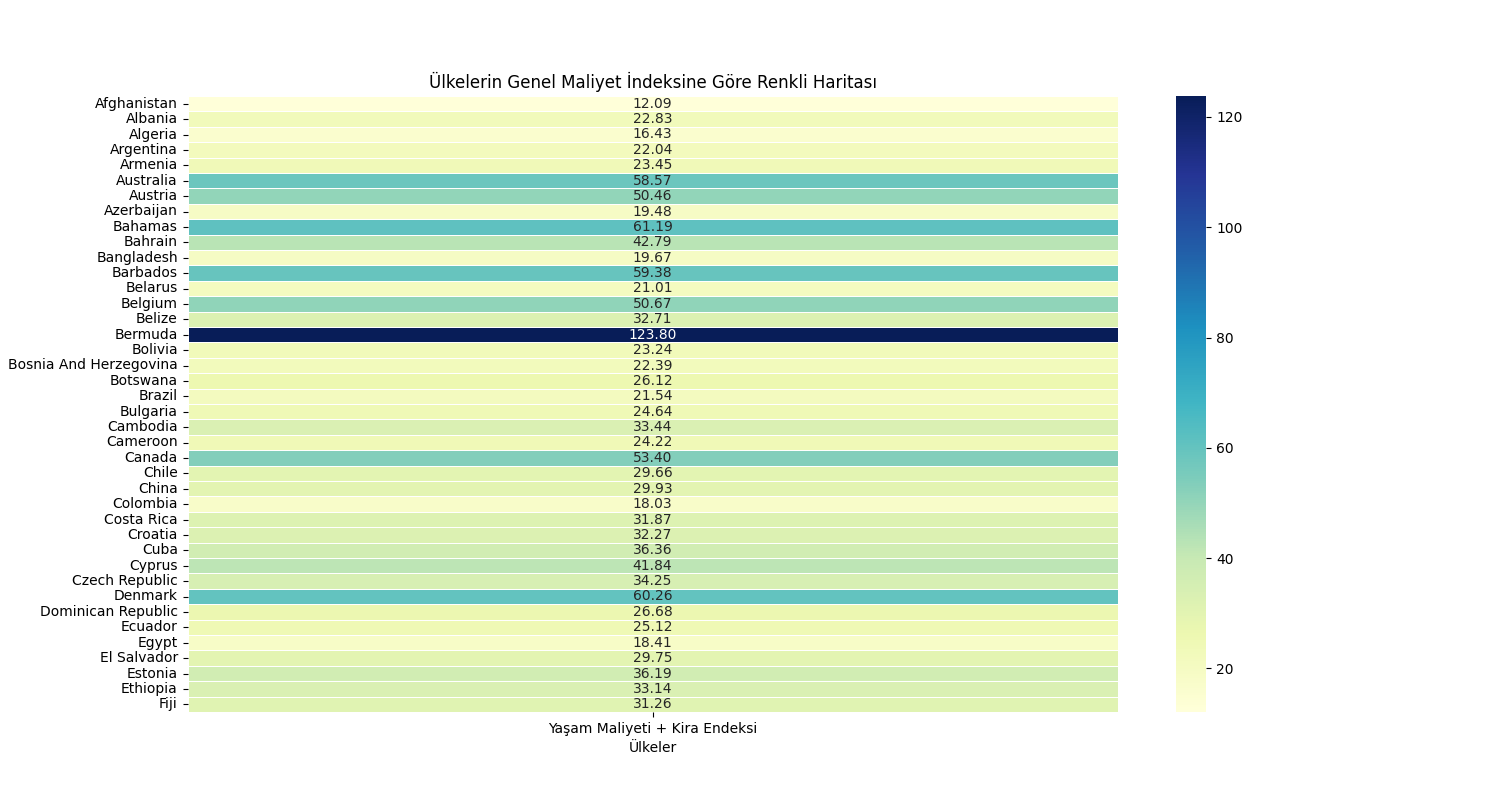 Ülkelerin Genel Maliyet İndeksine Göre Renkli Haritası
Afghanistan 12.09
Albania 22.83
Algeria 16.43
Argentina 22.04
Armenia 23.45
Australia 58.57
Austria 50.46
Azerbaijan 19.48
Bahamas 61.19
Bahrain 42.79
Bangladesh 19.67
Barbados 59.38
Belarus 21.01
Belgium 50.67
Belize 32.71
Bermuda 123.80
Bolivia 23.24
Bosnia And Herzegovina 22.39
Botswana 26.12
Brazil 21.54
Bulgaria 24.64
Cambodia 33.44
Cameroon 24.22
Canada 53.40
Chile 29.66
China 29.93
Colombia 18.03
Costa Rica 31.87
Croatia 32.27
Cuba 36.36
Cyprus 41.84
Czech Republic 34.25
Denmark 60.26
Dominican Republic 26.68
Ecuador 25.12
Egypt 18.41
El Salvador 29.75
Estonia 36.19
Ethiopia 33.14
Fiji 31.26
Yaşam Maliyeti + Kira Endeksi
Ülkeler
120
100
80
60
40
20